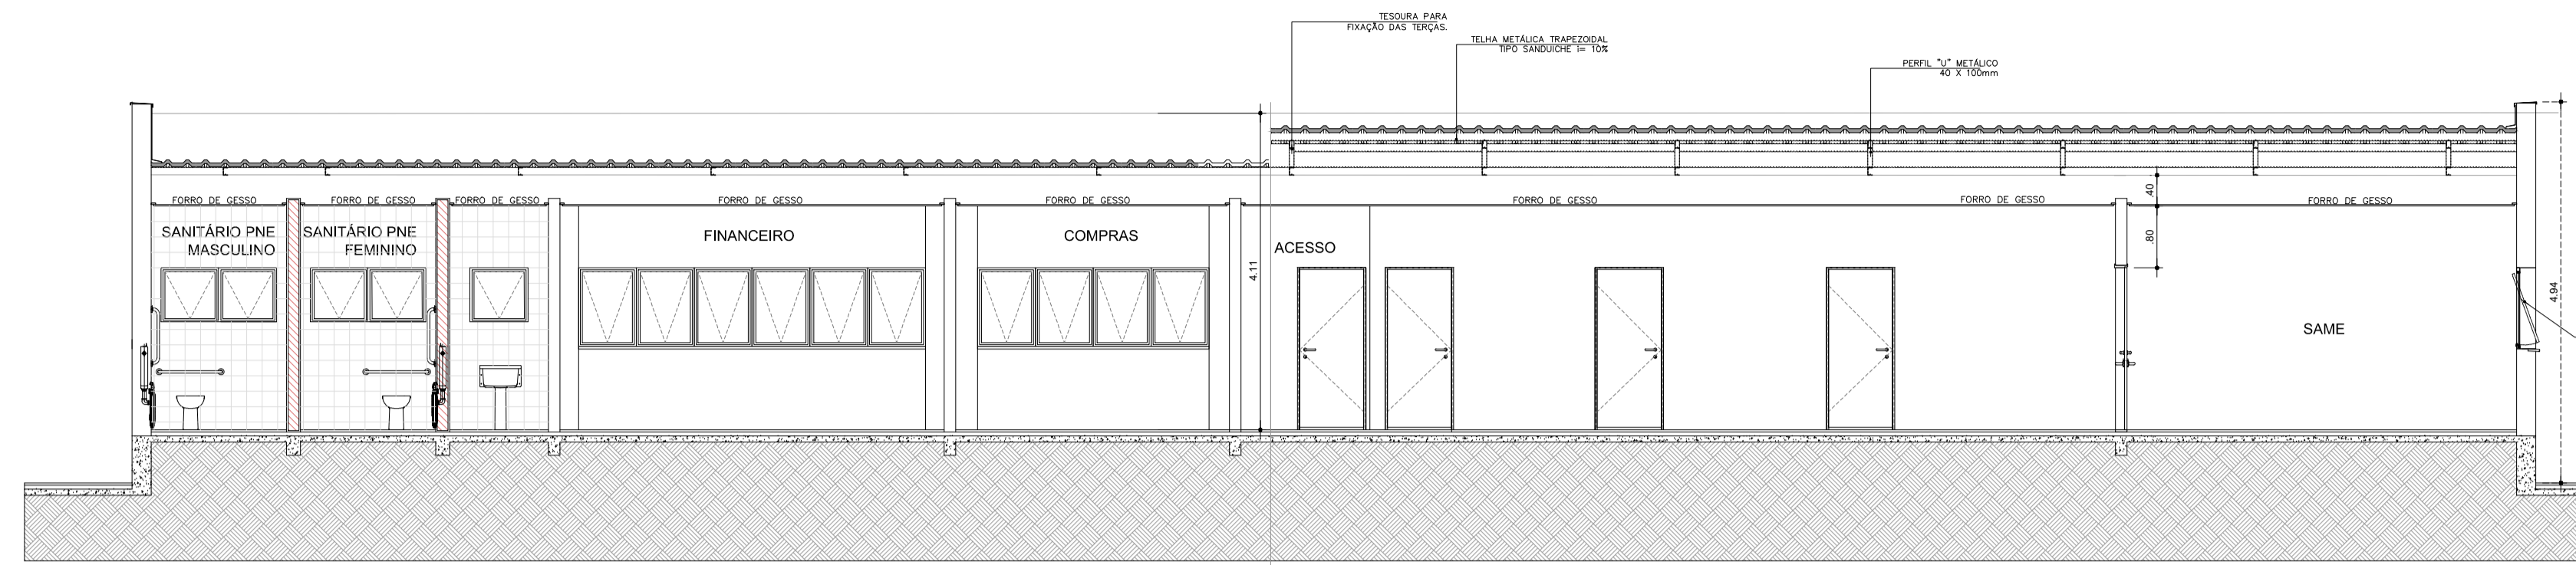 TESOURA PARA
FIXAÇÃO DAS TERÇAS.
TELHA METÁLICA TRAPEZOIDAL
TIPO SANDUICHE i= 10%
PERFIL "U" METÁLICO
40 X 100mm
FORRO DE GESSO
FORRO DE GESSO
FORRO DE GESSO
FORRO DE GESSO
FORRO DE GESSO
FORRO DE GESSO
FORRO DE GESSO
FORRO DE GESSO
SANITÁRIO PNE
MASCULINO
SANITÁRIO PNE
FEMININO
FINANCEIRO
COMPRAS
ACESSO
SAME
4.11
.40
.80
4.94